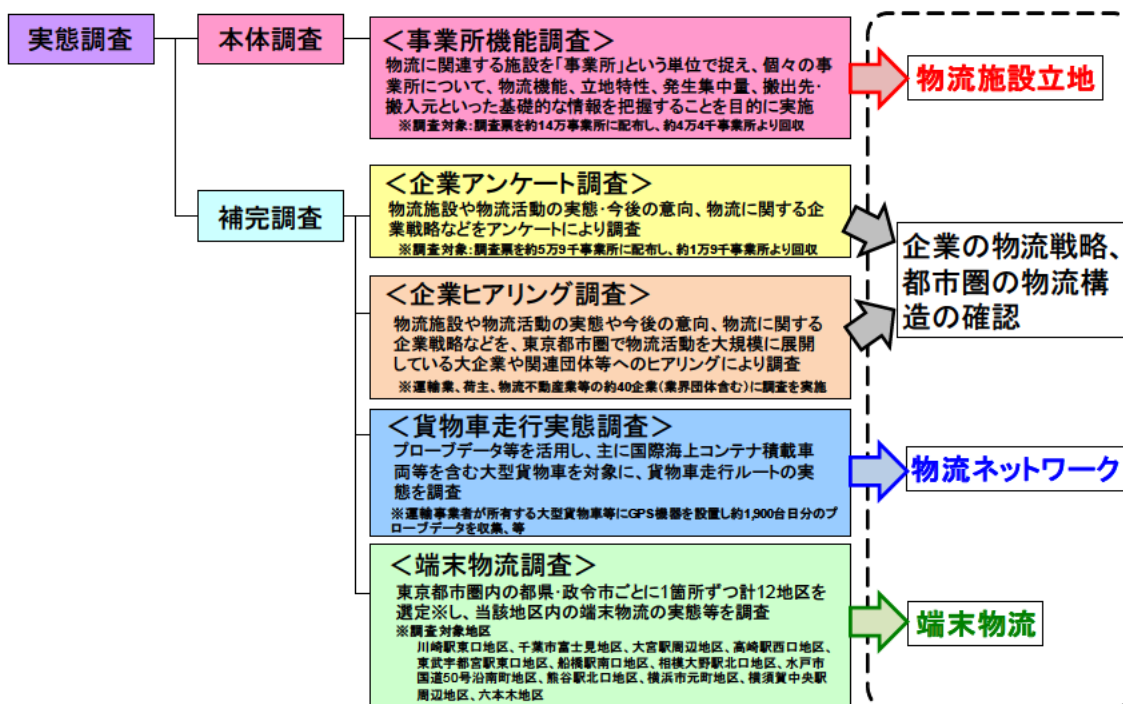 実態調査
本体調査
＜事業所機能調査＞
物流に関連する施設を「事業所」という単位で捉え、個々の事
業所について、物流機能、立地特性、発生集中量、搬出先・
搬入元といった基礎的な情報を把握することを目的に実施
※調査対象：調査票を約14万事業所に配布し、約4万4千事業所より回収
物流施設立地
補完調査
＜企業アンケート調査＞
物流施設や物流活動の実態・今後の意向、物流に関する企
業戦略などをアンケートにより調査
※調査対象：調査票を約5万9千事業所に配布し、約1万9千事業所より回収
＜企業ヒアリング調査＞
物流施設や物流活動の実態や今後の意向、物流に関する
企業戦略などを、東京都市圏で物流活動を大規模に展開
している大企業や関連団体等へのヒアリングにより調査
※運輸業、荷主、物流不動産業等の約40企業（業界団体含む）に調査を実施
企業の物流戦略、
都市圏の物流構
造の確認
＜貨物車走行実態調査＞
プローブデータ等を活用し、主に国際海上コンテナ積載車
両等を含む大型貨物車を対象に、貨物車走行ルートの実
態を調査
※運輸事業者が所有する大型貨物車等にGPS機器を設置し約1,900台日分のプ
ローブデータを収集、等
物流ネットワーク
＜端末物流調査＞
東京都市圏内の都県・政令市ごとに1箇所ずつ計12地区を
選定※し、当該地区内の端末物流の実態等を調査
※調査対象地区
川崎駅東口地区、千葉市富士見地区、大宮駅周辺地区、高崎駅西口地区、
東武宇都宮駅東口地区、船橋駅南口地区、相模大野駅北口地区、水戸市
国道50号沿南町地区、熊谷駅北口地区、横浜市元町地区、横須賀中央駅
周辺地区、六本木地区
端末物流